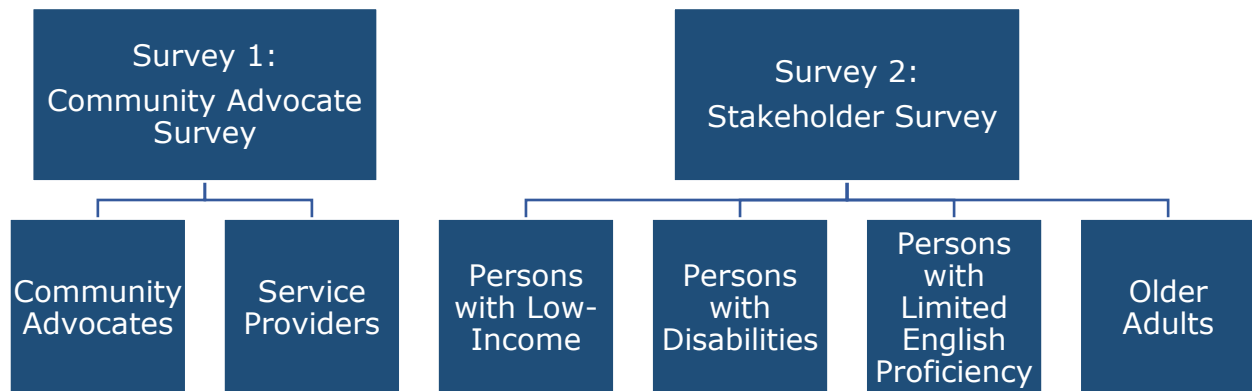 Survey 1:
Community Advocate
Survey
Survey 2:
Stakeholder Survey
Community
Advocates
Service
Providers
Persons
with Low-
Income
Persons
with
Disabilities
Persons
with
Limited
English
Proficiency
Older
Adults